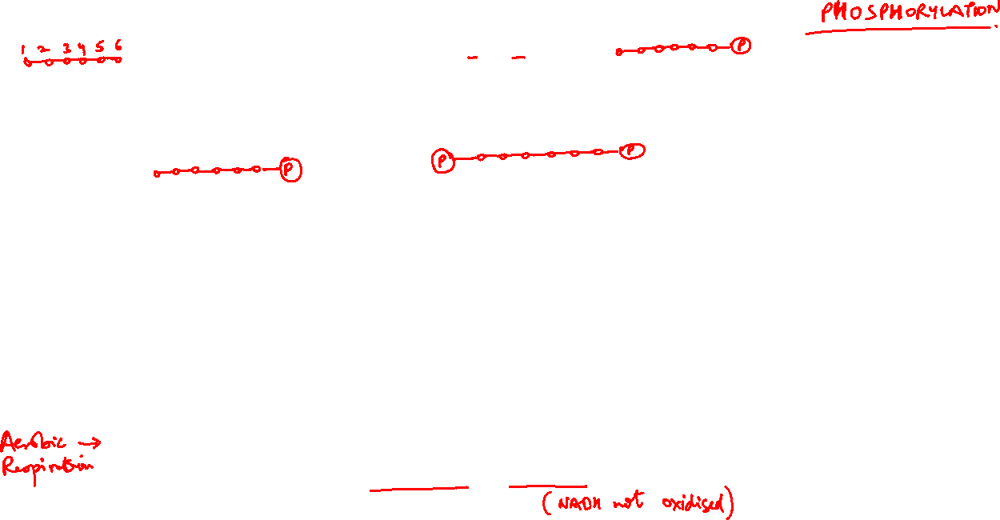 PHOSPHORYLATION
1 2 3 4 5 6
P
P
P P
Aerobic →
Respiration
(NADH not oxidised)